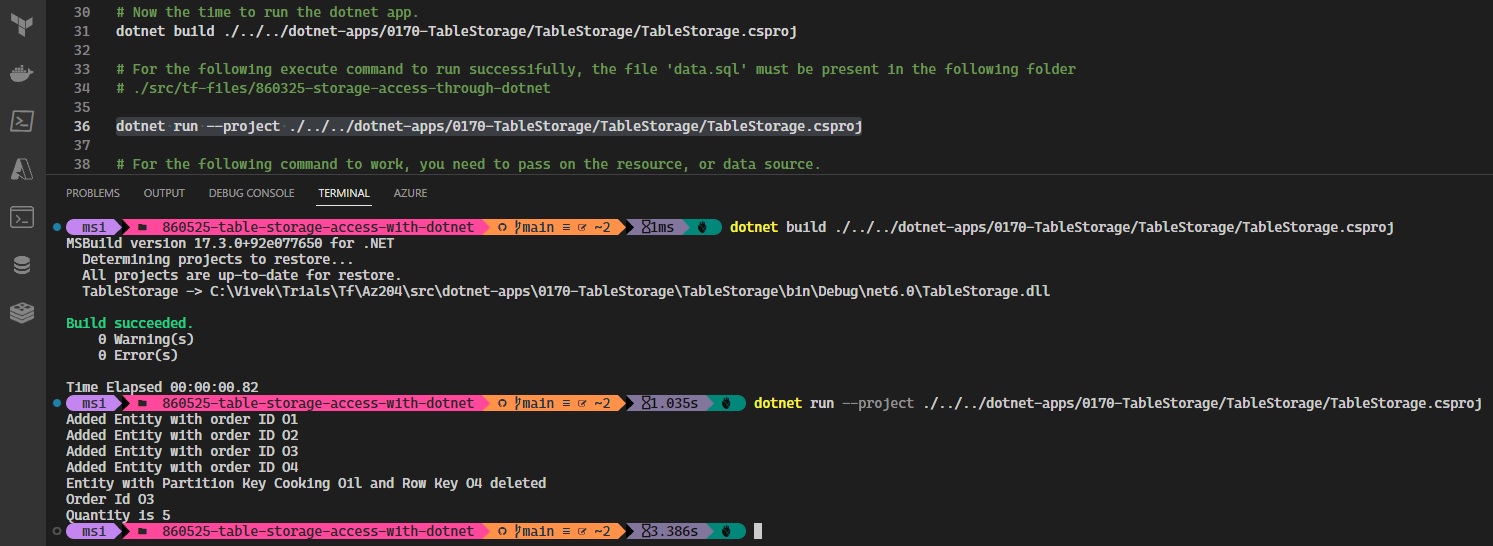 30 # Now the time to run the dotnet app.
31 dotnet build ./../../dotnet-apps/0170-TableStorage/TableStorage/TableStorage.csproj
32
33 # For the following execute command to run successifully, the file 'data.sql' must be present in the following folder
34 # ./src/tf-files/860325-storage-access-through-dotnet
35
36 dotnet run --project ./../../dotnet-apps/0170-TableStorage/TableStorage/TableStorage.csproj
37
38 # For the following command to work, you need to pass on the resource, or data source.
PROBLEMS OUTPUT DEBUG CONSOLE TERMINAL AZURE
msi 860525-table-storage-access-with-dotnet main ≡ ~2 1ms dotnet build ./../../dotnet-apps/0170-TableStorage/TableStorage/TableStorage.csproj
MSBuild version 17.3.0+92e077650 for .NET
Determining projects to restore...
All projects are up-to-date for restore.
TableStorage -> C:\Vivek\Trials\Tf\Az204\src\dotnet-apps\0170-TableStorage\TableStorage\bin\Debug\net6.0\TableStorage.dll
Build succeeded.
0 Warning(s)
0 Error(s)
Time Elapsed 00:00:00.82
msi 860525-table-storage-access-with-dotnet main ≡ ~2 1.035s dotnet run --project ./../../dotnet-apps/0170-TableStorage/TableStorage/TableStorage.csproj
Added Entity with order ID O1
Added Entity with order ID O2
Added Entity with order ID O3
Added Entity with order ID O4
Entity with Partition Key Cooking Oil and Row Key O4 deleted
Order Id O3
Quantity is 5
msi 860525-table-storage-access-with-dotnet main ≡ ~2 3.386s